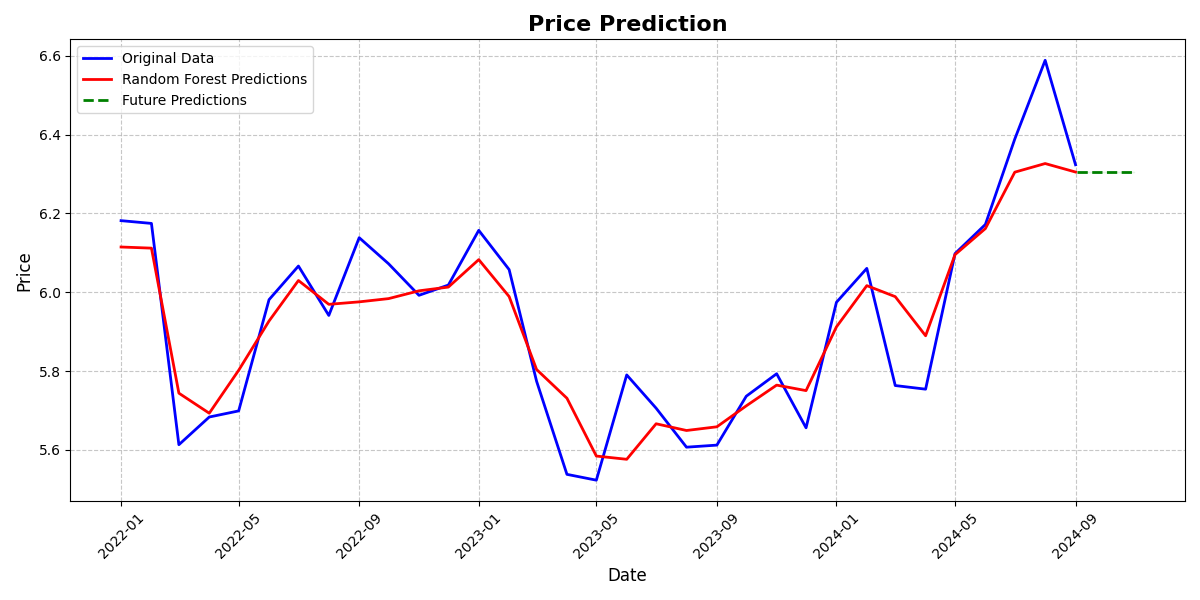 Price Prediction
Original Data
Random Forest Predictions
Future Predictions
Price
6.6
6.4
6.2
6.0
5.8
5.6
2022-01
2022-05
2022-09
2023-01
2023-05
2023-09
2024-01
2024-05
2024-09
Date